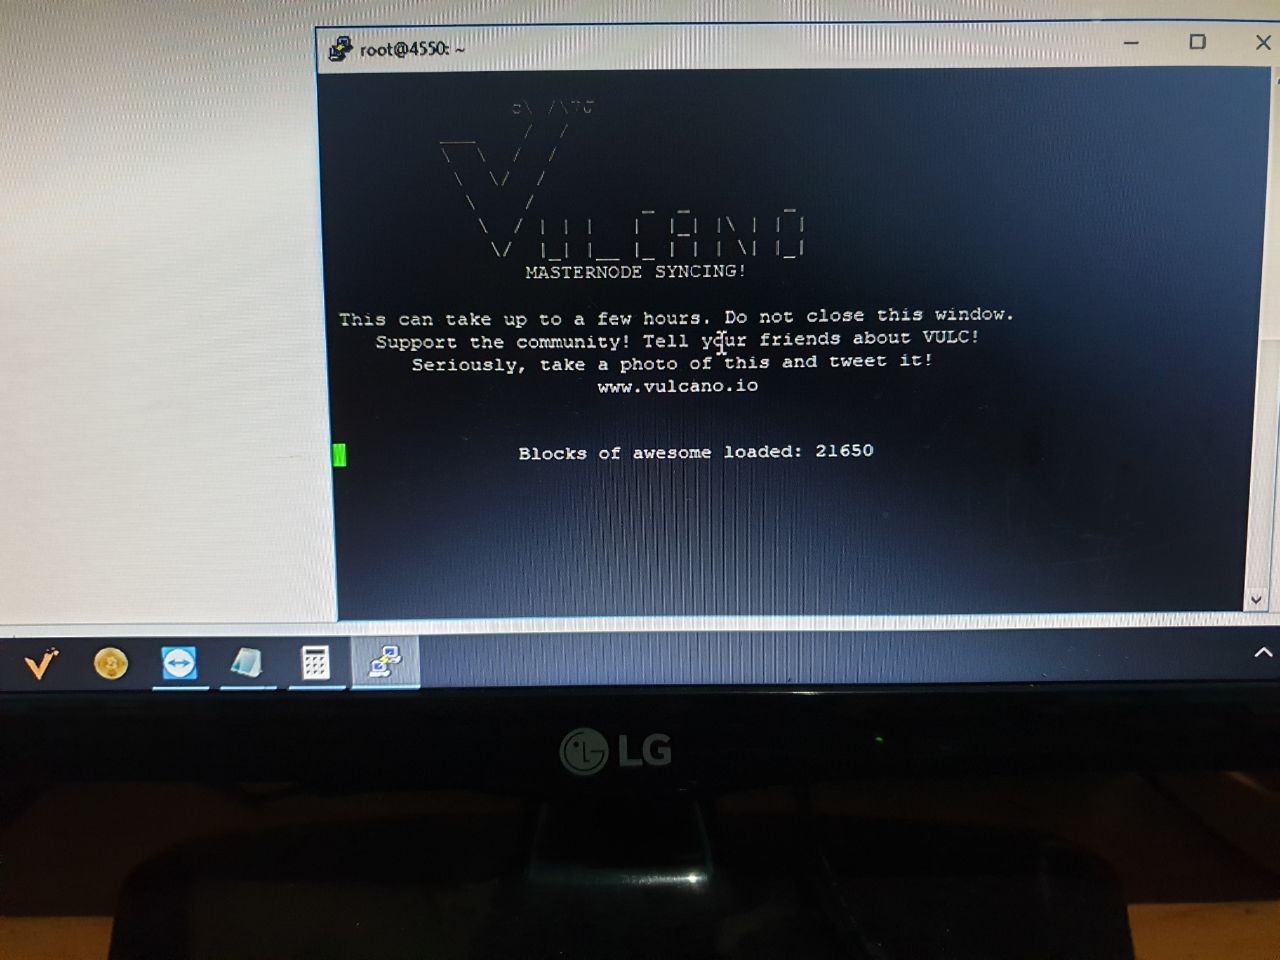 root@4550: ~
VULCANO
MASTERNODE SYNCING!
This can take up to a few hours. Do not close this window.
Support the community! Tell your friends about VULC!
Seriously, take a photo of this and tweet it!
www.vulcano.io
Blocks of awesome loaded: 21650
LG